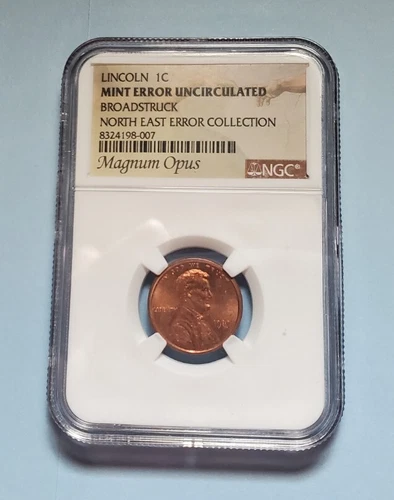 LINCOLN 1C
MINT ERROR UNCIRCULATED
BROADSTRUCK
NORTH EAST ERROR COLLECTION
8324198-007
Magnum Opus
NGC®